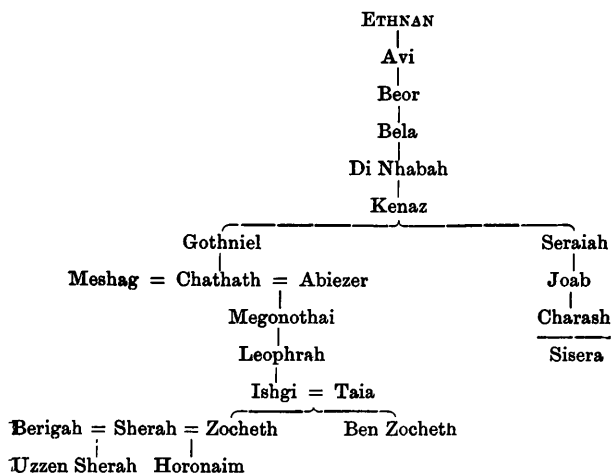 ETHNAN
Avi
Beor
Bela
Di Nhabah
Kenaz
Gothniel Seraiah
Meshag = Chathath = Abiezer Joab
Megonothai Charash
Leophrah Sisera
Ishgi = Taia
Berigah = Sherah = Zocheth Ben Zocheth
Uzzen Sherah Horonaim